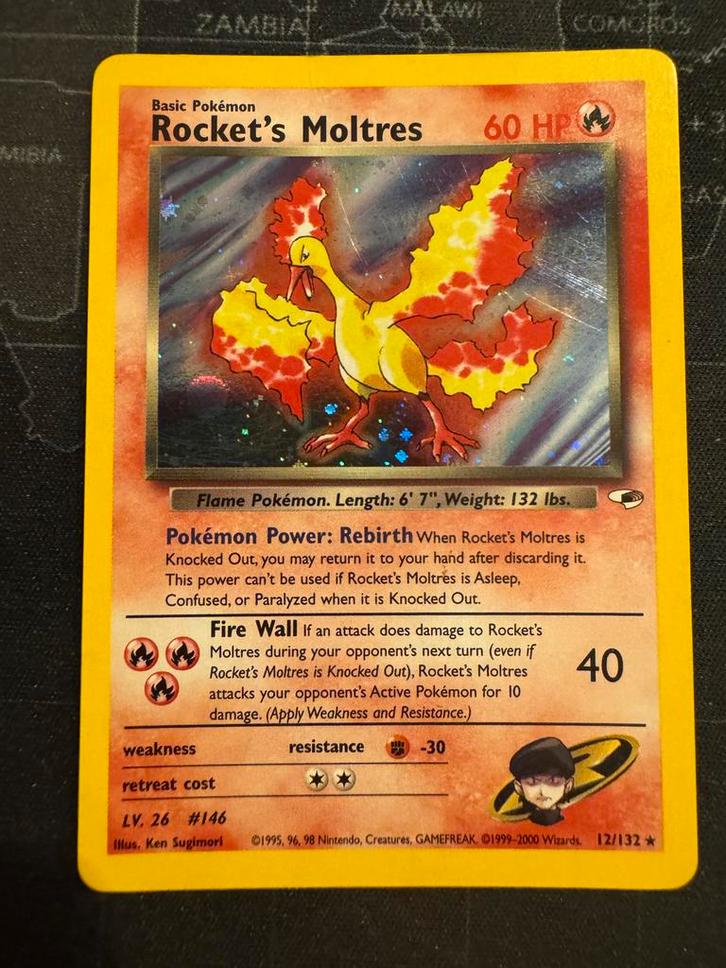 ZAMBIA
MALAWI
COMOROS
MIBIA
Basic Pokémon
Rocket's Moltres 60 HP
Flame Pokémon. Length: 6' 7", Weight: 132 lbs.
Pokémon Power: Rebirth When Rocket's Moltres is
Knocked Out, you may return it to your hand after discarding it.
This power can't be used if Rocket's Moltres is Asleep,
Confused, or Paralyzed when it is Knocked Out.
Fire Wall If an attack does damage to Rocket's
Moltres during your opponent's next turn (even if
Rocket's Moltres is Knocked Out), Rocket's Moltres
attacks your opponent's Active Pokémon for 10
damage. (Apply Weakness and Resistance.)
40
weakness resistance -30
retreat cost
LV. 26 #146
Illus. Ken Sugimori ©1995, 96, 98 Nintendo, Creatures, GAMEFREAK. ©1999-2000 Wizards. 12/132 ★